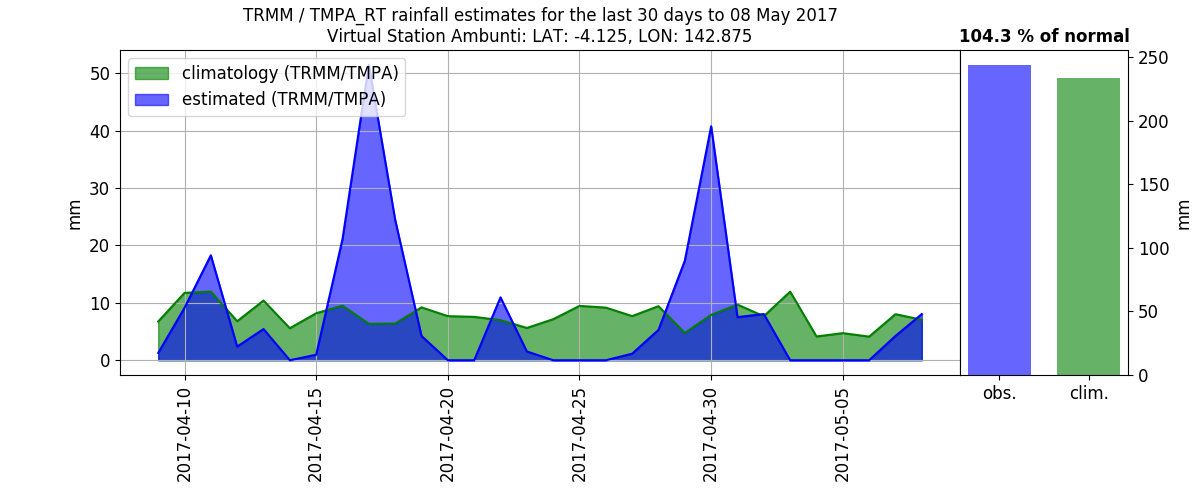 TRMM / TMPA_RT rainfall estimates for the last 30 days to 08 May 2017
Virtual Station Ambunti: LAT: -4.125, LON: 142.875
104.3 % of normal
climatology (TRMM/TMPA)
estimated (TRMM/TMPA)
mm
50
40
30
20
10
0
2017-04-10
2017-04-15
2017-04-20
2017-04-25
2017-04-30
2017-05-05
250
200
150
100
50
0
mm
obs.
clim.